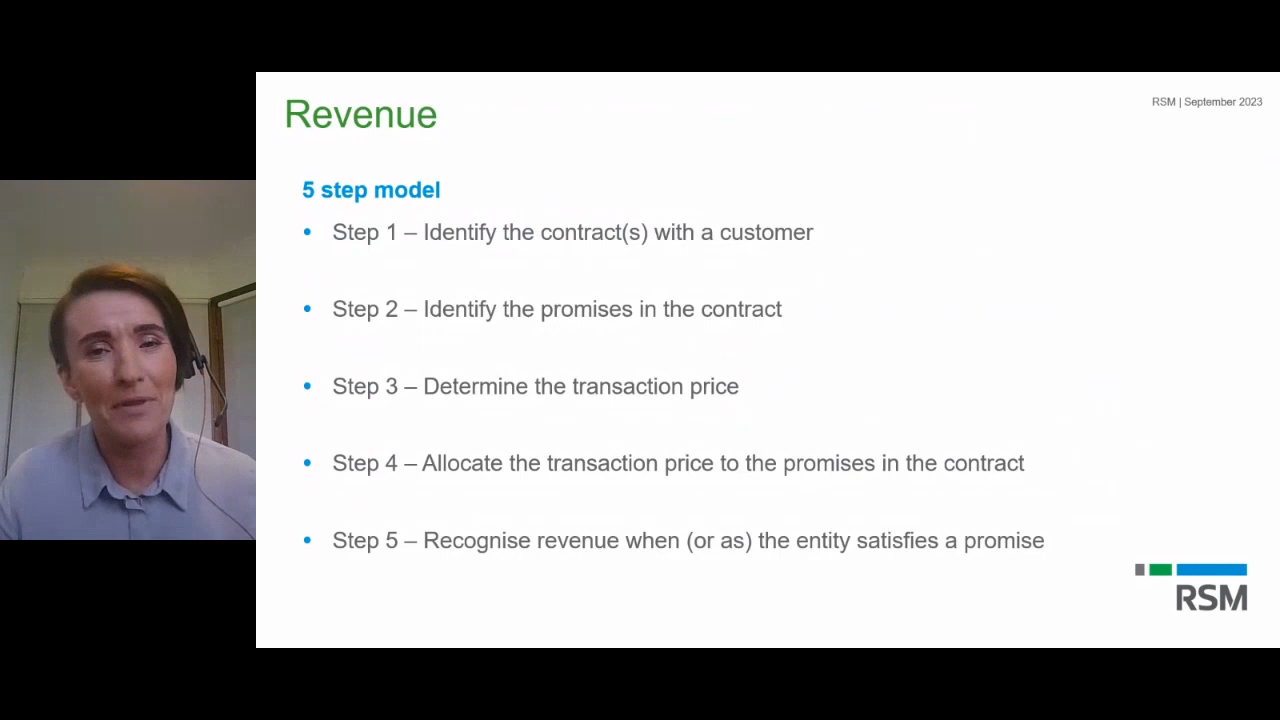 Revenue
RSM | September 2023
5 step model
• Step 1 – Identify the contract(s) with a customer
• Step 2 – Identify the promises in the contract
• Step 3 – Determine the transaction price
• Step 4 – Allocate the transaction price to the promises in the contract
• Step 5 – Recognise revenue when (or as) the entity satisfies a promise
RSM